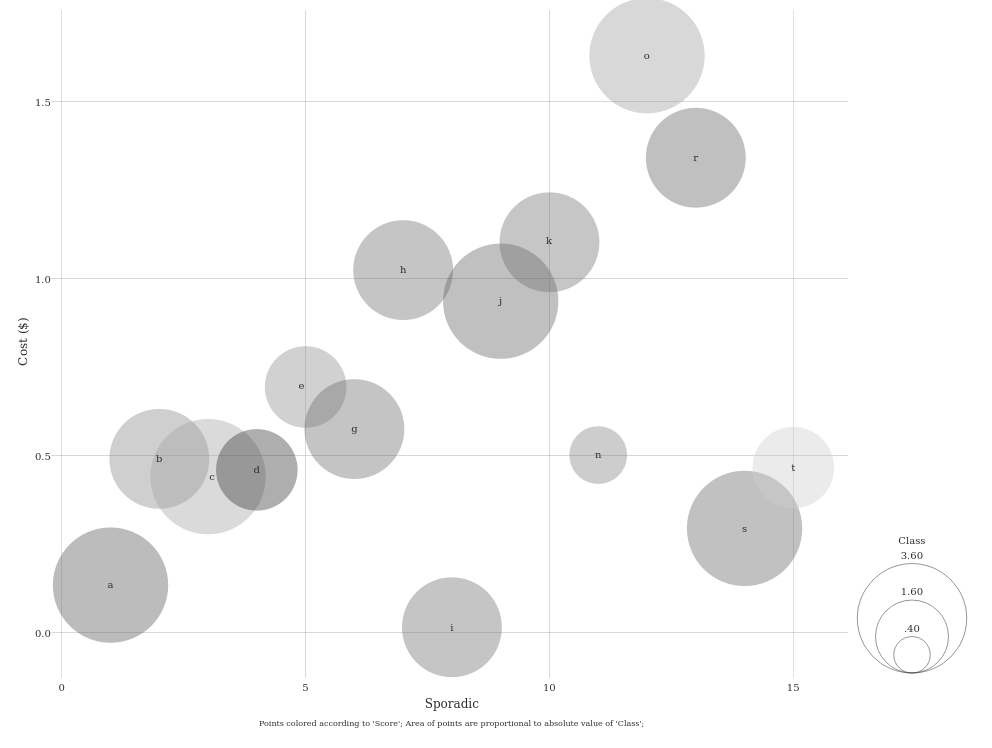 o
1.5
r
k
h
1.0
j
Cost ($)
e
g
b
0.5
n
d
t
c
s
Class
3.60
a
1.60
.40
i
0.0
0
5
10
15
Sporadic
Points colored according to 'Score'; Area of points are proportional to absolute value of 'Class';